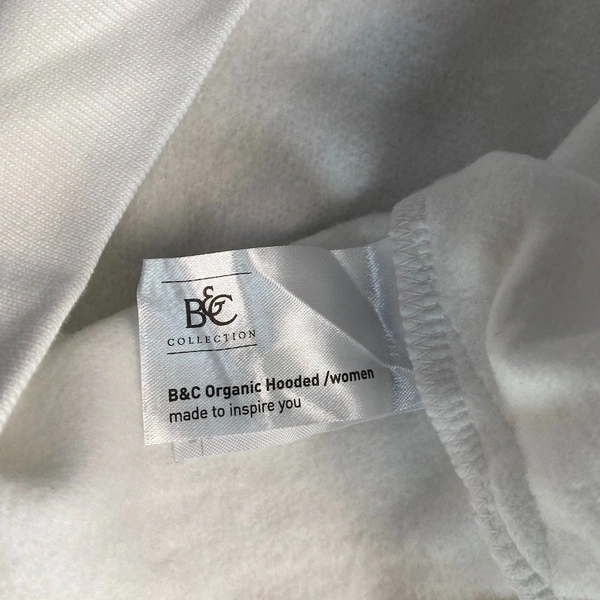 B&C
COLLECTION
B&C Organic Hooded /women
made to inspire you